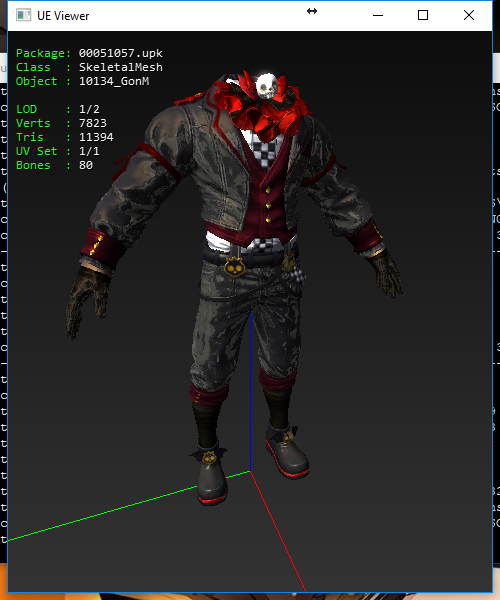 UE Viewer
Package: 00051057.upk
Class : SkeletalMesh
Object : 10134_GonM
LOD : 1/2
Verts : 7823
Tris : 11394
UV Set : 1/1
Bones : 80